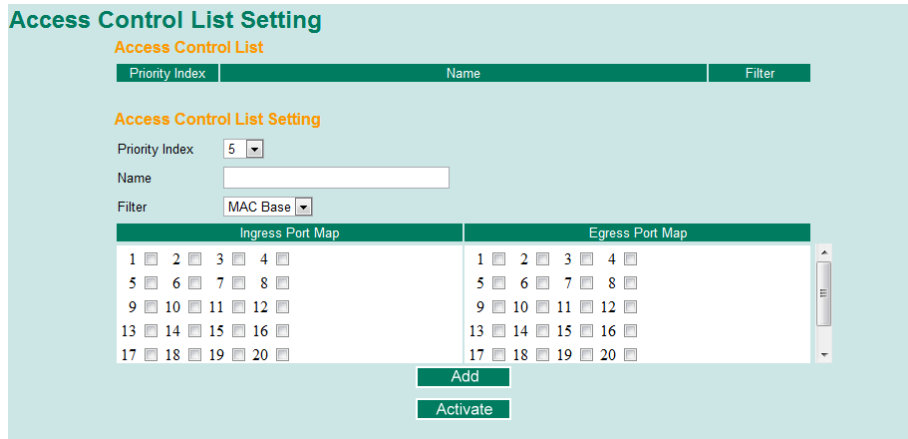 Access Control List Setting
Access Control List
Priority Index Name Filter
Access Control List Setting
Priority Index 5
Name
Filter MAC Base
Ingress Port Map Egress Port Map
1 2 3 4 1 2 3 4
5 6 7 8 5 6 7 8
9 10 11 12 9 10 11 12
13 14 15 16 13 14 15 16
17 18 19 20 17 18 19 20
Add
Activate